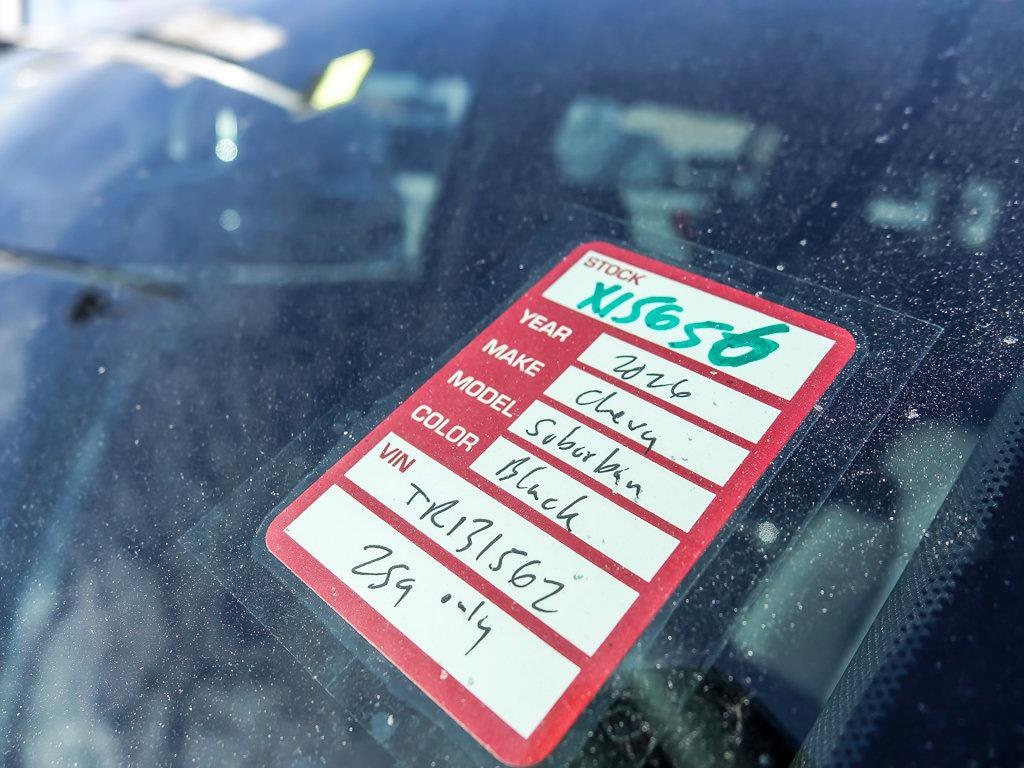 STOCK
X15656
YEAR 2026
MAKE Chevy
MODEL Suburban
COLOR Black
VIN
TR131562
259 only